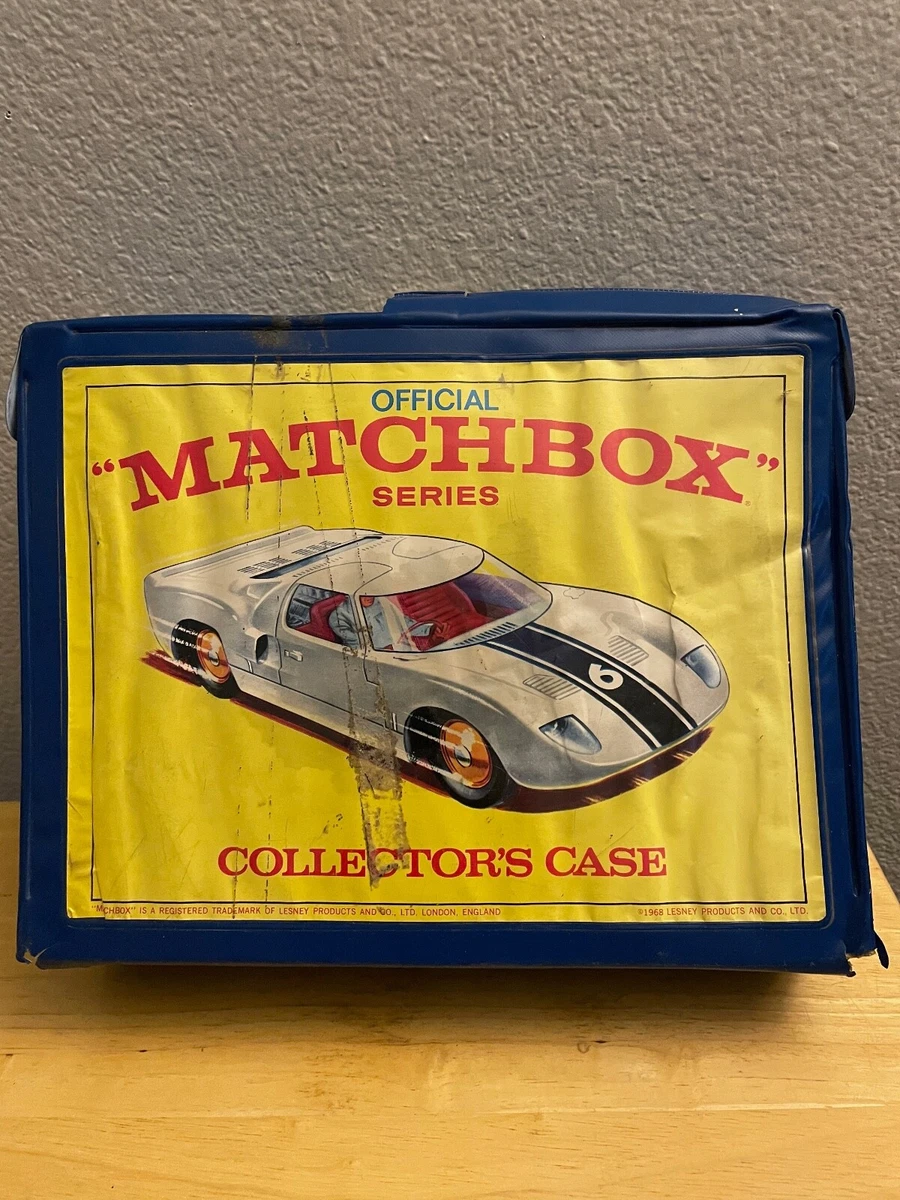 OFFICIAL
"MATCHBOX"
SERIES
6
COLLECTOR'S CASE
"MCHBOX" IS A REGISTERED TRADEMARK OF LESNEY PRODUCTS AND CO., LTD. LONDON, ENGLAND
©1968 LESNEY PRODUCTS AND CO., LTD.